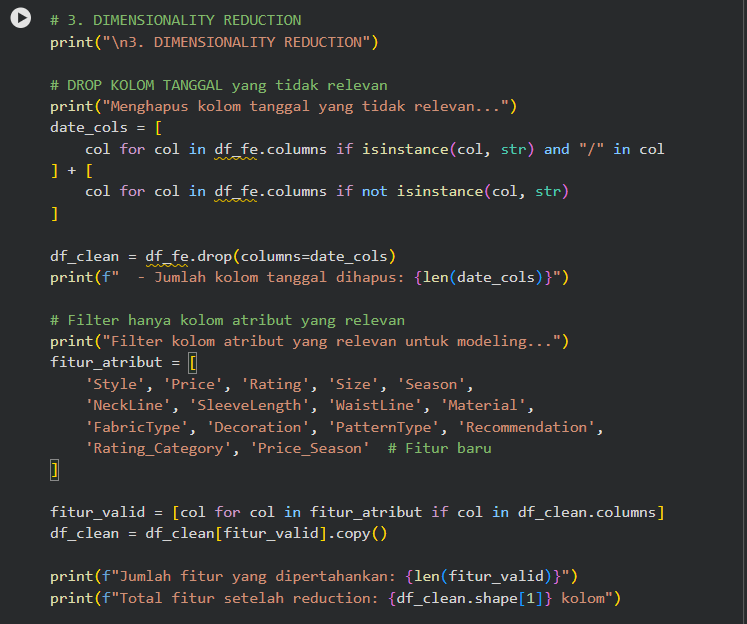 # 3. DIMENSIONALITY REDUCTION
print("\n3. DIMENSIONALITY REDUCTION")
# DROP KOLOM TANGGAL yang tidak relevan
print("Menghapus kolom tanggal yang tidak relevan...")
date_cols = [
    col for col in df_fe.columns if isinstance(col, str) and "/" in col
] + [
    col for col in df_fe.columns if not isinstance(col, str)
]
df_clean = df_fe.drop(columns=date_cols)
print(f"  - Jumlah kolom tanggal dihapus: {len(date_cols)}")
# Filter hanya kolom atribut yang relevan
print("Filter kolom atribut yang relevan untuk modeling...")
fitur_atribut = [
    'Style', 'Price', 'Rating', 'Size', 'Season',
    'NeckLine', 'SleeveLength', 'WaistLine', 'Material',
    'FabricType', 'Decoration', 'PatternType', 'Recommendation',
    'Rating_Category', 'Price_Season'  # Fitur baru
]
fitur_valid = [col for col in fitur_atribut if col in df_clean.columns]
df_clean = df_clean[fitur_valid].copy()
print(f"Jumlah fitur yang dipertahankan: {len(fitur_valid)}")
print(f"Total fitur setelah reduction: {df_clean.shape[1]} kolom")